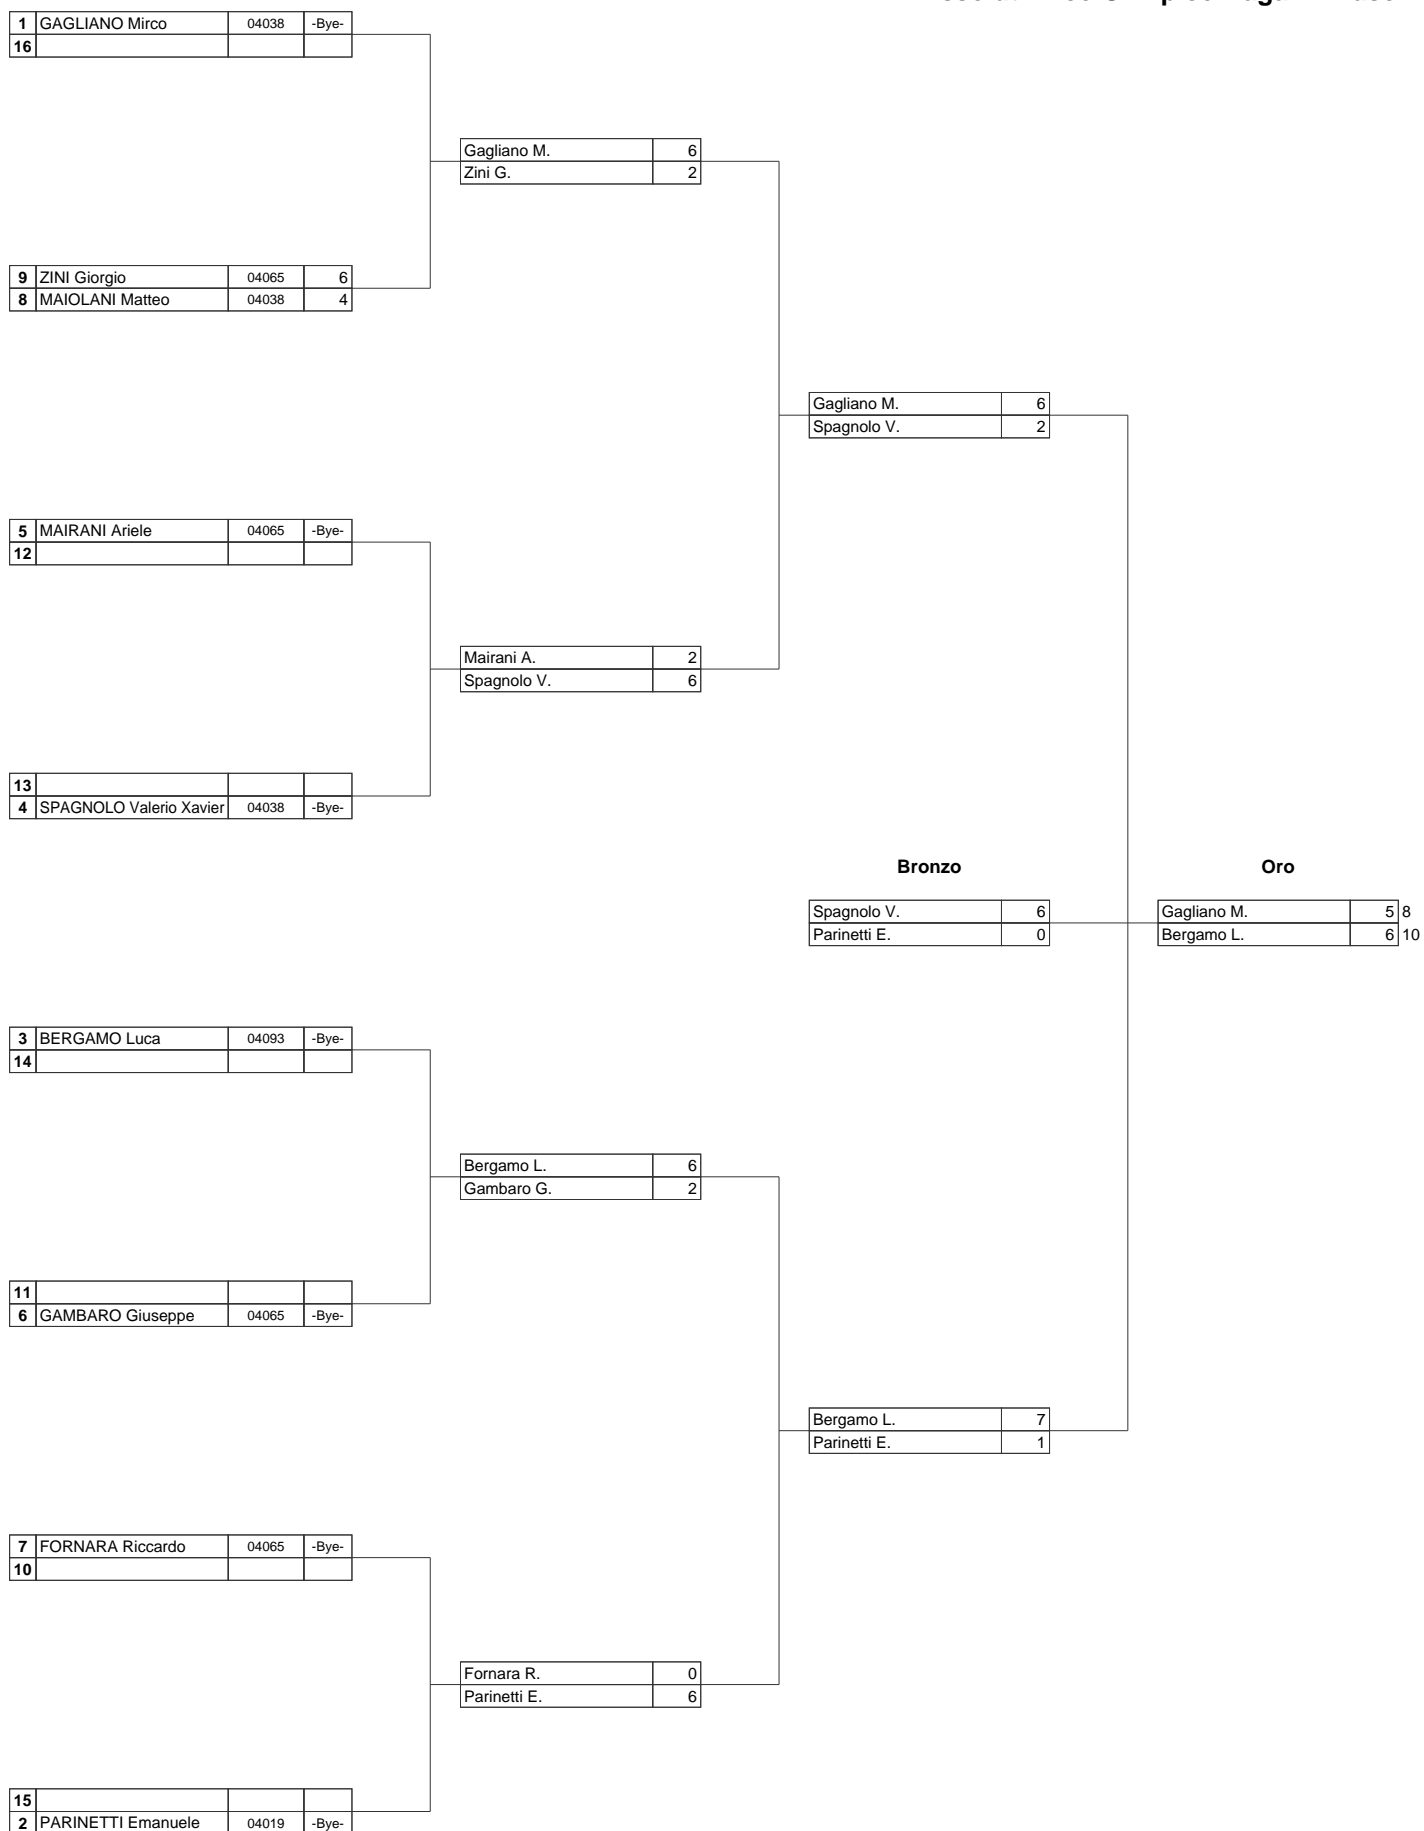 1 GAGLIANO Mirco 04038 -Bye-
16
Gagliano M. 6
Zini G. 2
9 ZINI Giorgio 04065 6
8 MAIOLANI Matteo 04038 4
Gagliano M. 6
Spagnolo V. 2
5 MAIRANI Ariele 04065 -Bye-
12
Mairani A. 2
Spagnolo V. 6
13
4 SPAGNOLO Valerio Xavier 04038 -Bye-
Bronzo Oro
Spagnolo V. 6 Gagliano M. 5 8
Parinetti E. 0 Bergamo L. 6 10
3 BERGAMO Luca 04093 -Bye-
14
Bergamo L. 6
Gambaro G. 2
11
6 GAMBARO Giuseppe 04065 -Bye-
Bergamo L. 7
Parinetti E. 1
7 FORNARA Riccardo 04065 -Bye-
10
Fornara R. 0
Parinetti E. 6
15
2 PARINETTI Emanuele 04019 -Bye-